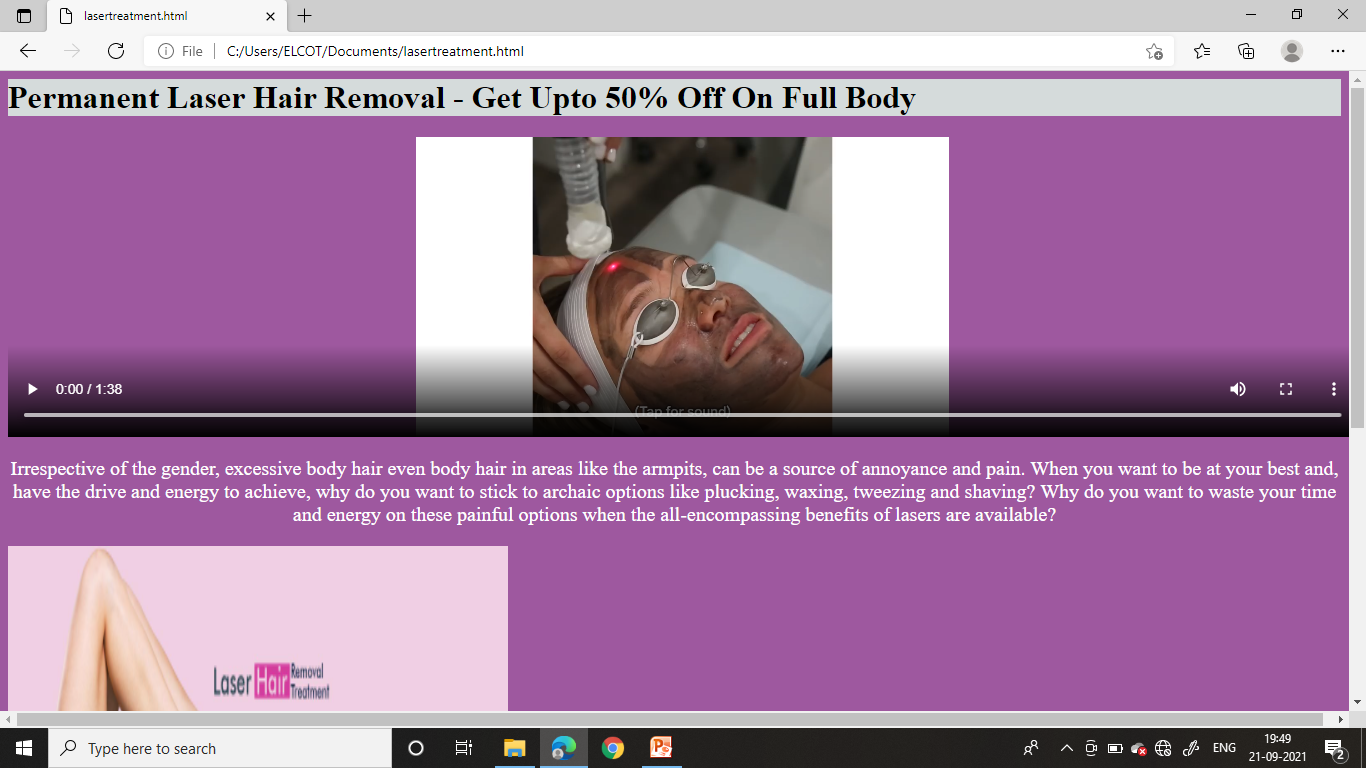 lasertreatment.html
File
C:/Users/ELCOT/Documents/lasertreatment.html
Permanent Laser Hair Removal - Get Upto 50% Off On Full Body
(Tap for sound)
0:00 / 1:38
Irrespective of the gender, excessive body hair even body hair in areas like the armpits, can be a source of annoyance and pain. When you want to be at your best and,
have the drive and energy to achieve, why do you want to stick to archaic options like plucking, waxing, tweezing and shaving? Why do you want to waste your time
and energy on these painful options when the all-encompassing benefits of lasers are available?
Laser Hair Removal
Treatment
Type here to search
ENG
19:49
21-09-2021
2